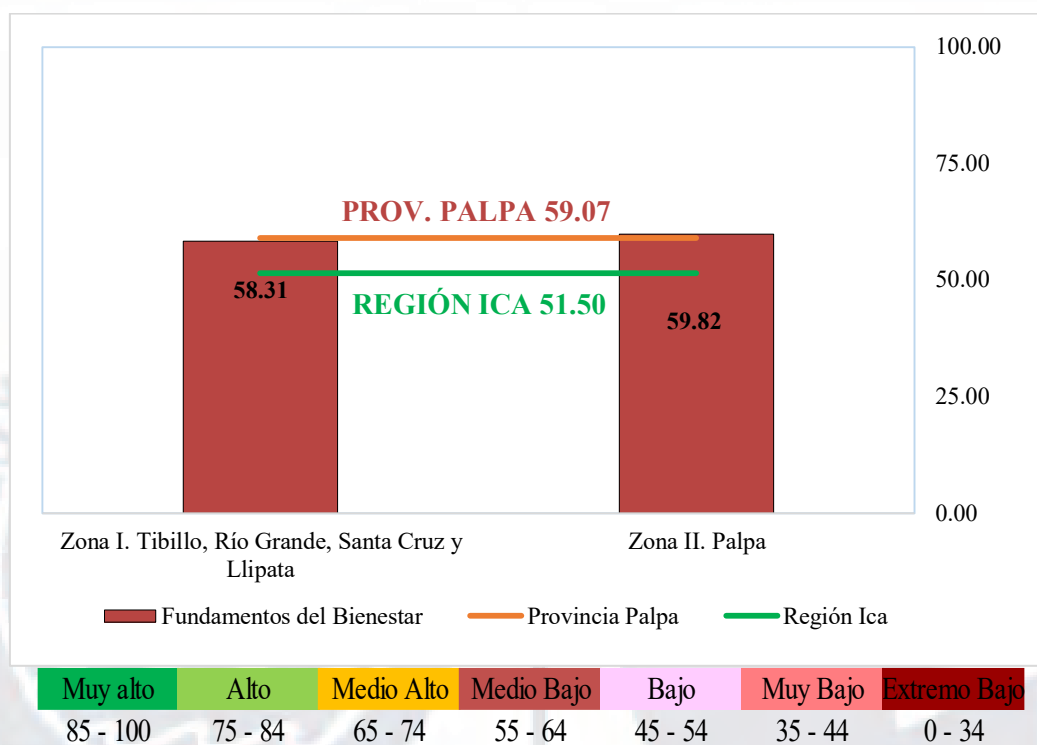 100.00
75.00
PROV. PALPA 59.07
50.00
58.31
REGIÓN ICA 51.50
59.82
25.00
0.00
Zona I. Tibillo, Río Grande, Santa Cruz y
Llipata
Zona II. Palpa
Fundamentos del Bienestar
Provincia Palpa
Región Ica
Muy alto Alto Medio Alto Medio Bajo Bajo Muy Bajo Extremo Bajo
85 - 100 75 - 84 65 - 74 55 - 64 45 - 54 35 - 44 0 - 34